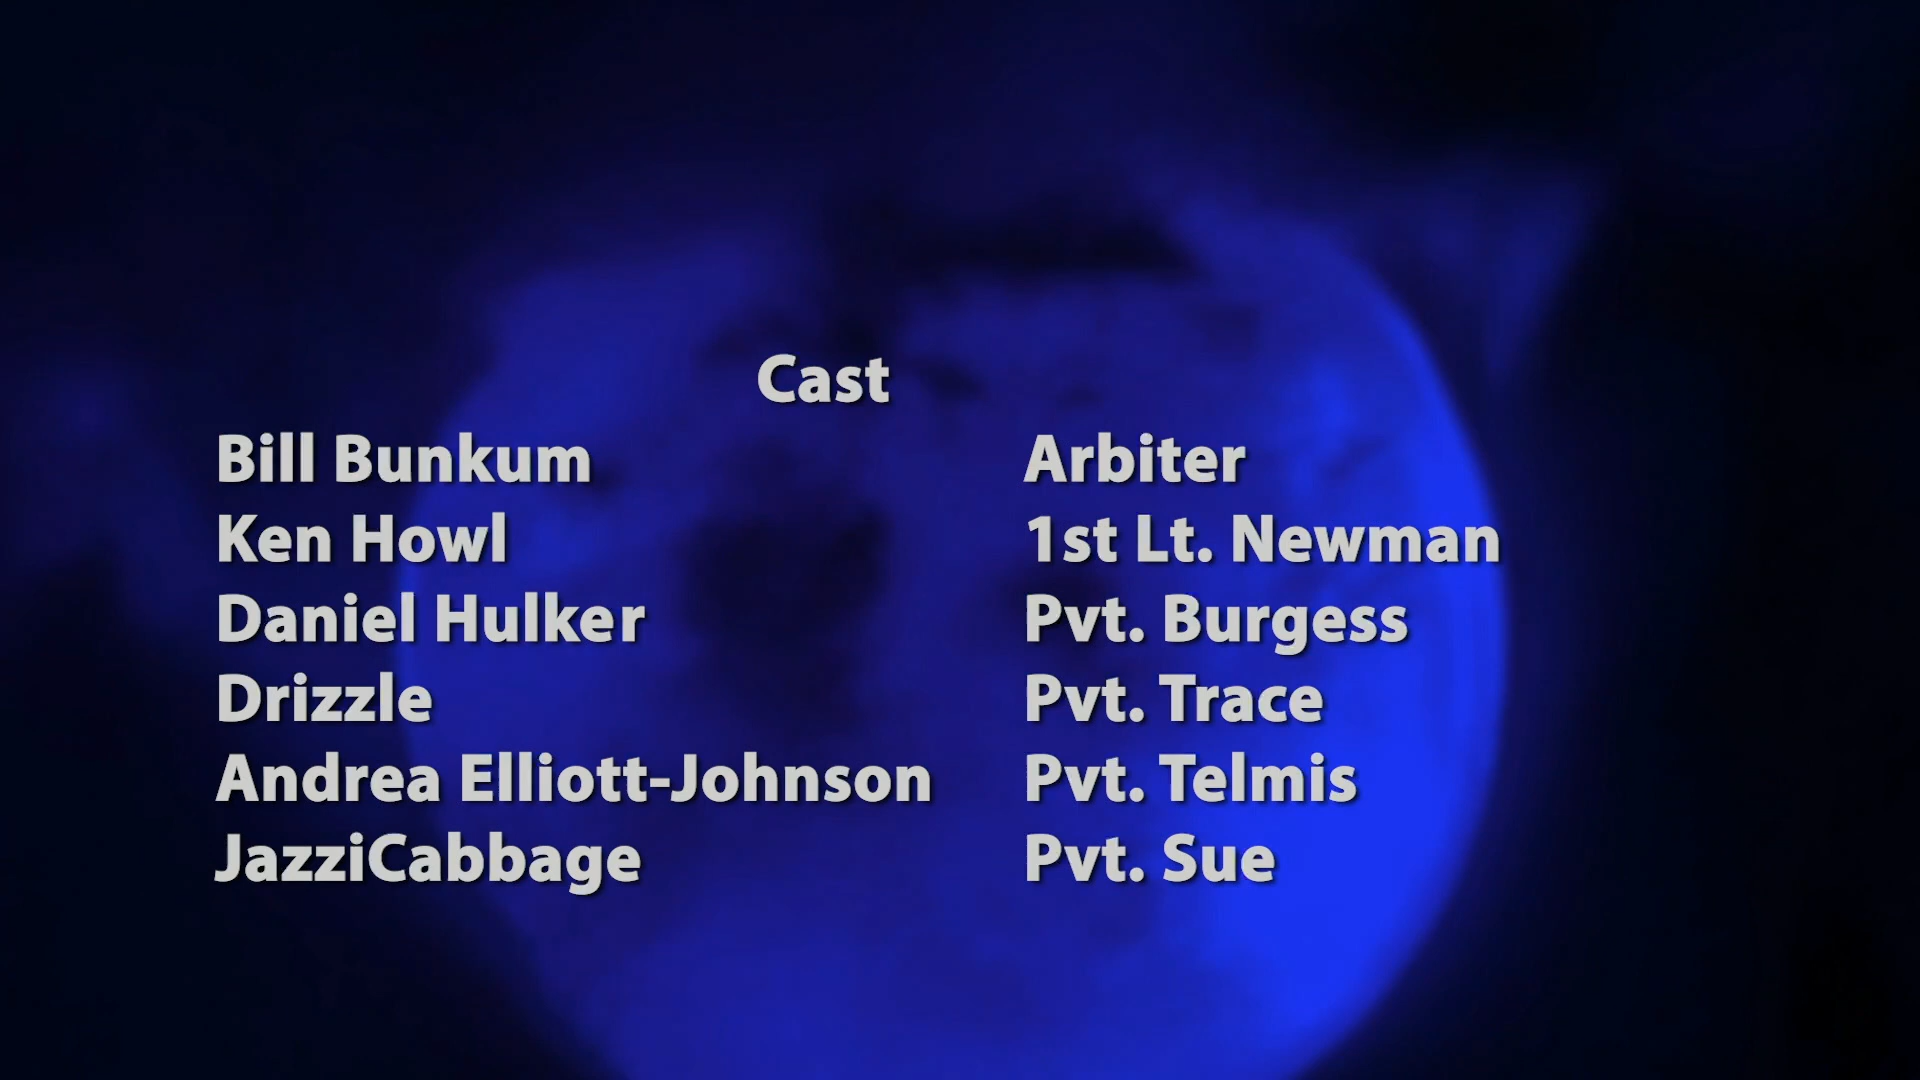 Cast
Bill Bunkum Arbiter
Ken Howl 1st Lt. Newman
Daniel Hulker Pvt. Burgess
Drizzle Pvt. Trace
Andrea Elliott-Johnson Pvt. Telmis
JazziCabbage Pvt. Sue